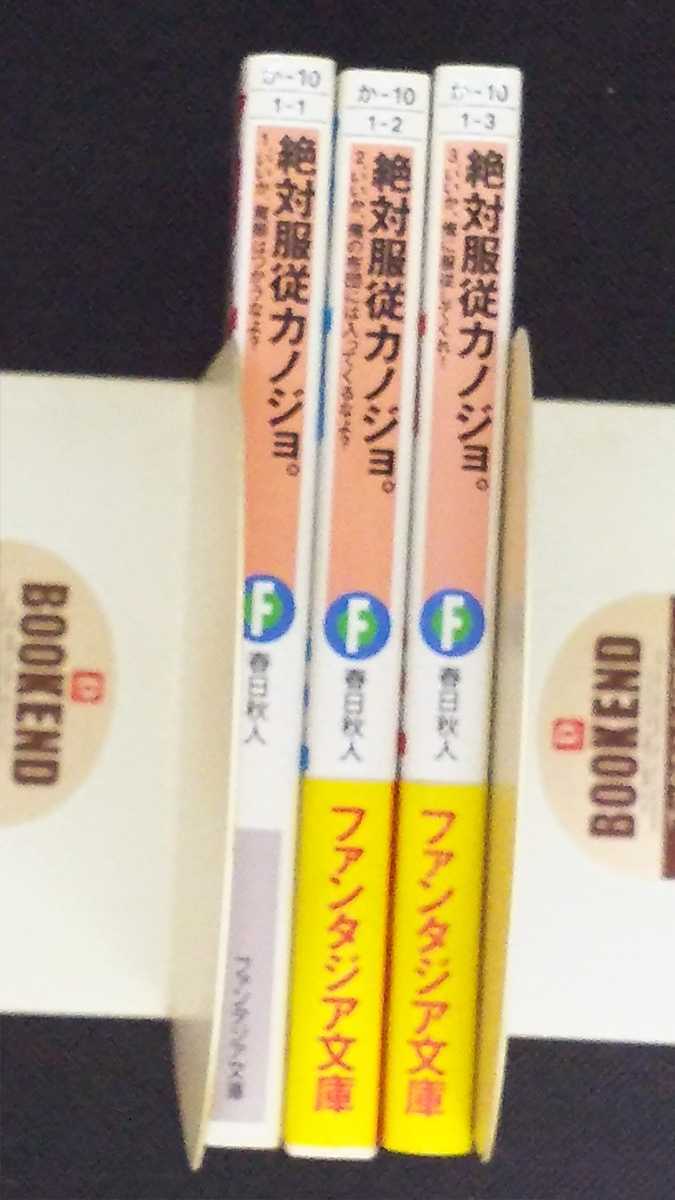 か-10
1-1
絶対服従カノジョ。
春日秋人
ファンタジア文庫
か-10
1-2
絶対服従カノジョ。
F
春日秋人
ファンタジア文庫
か-10
1-3
絶対服従カノジョ。
F
春日秋人
ファンタジア文庫
F
BOOKEND
BOOKEND